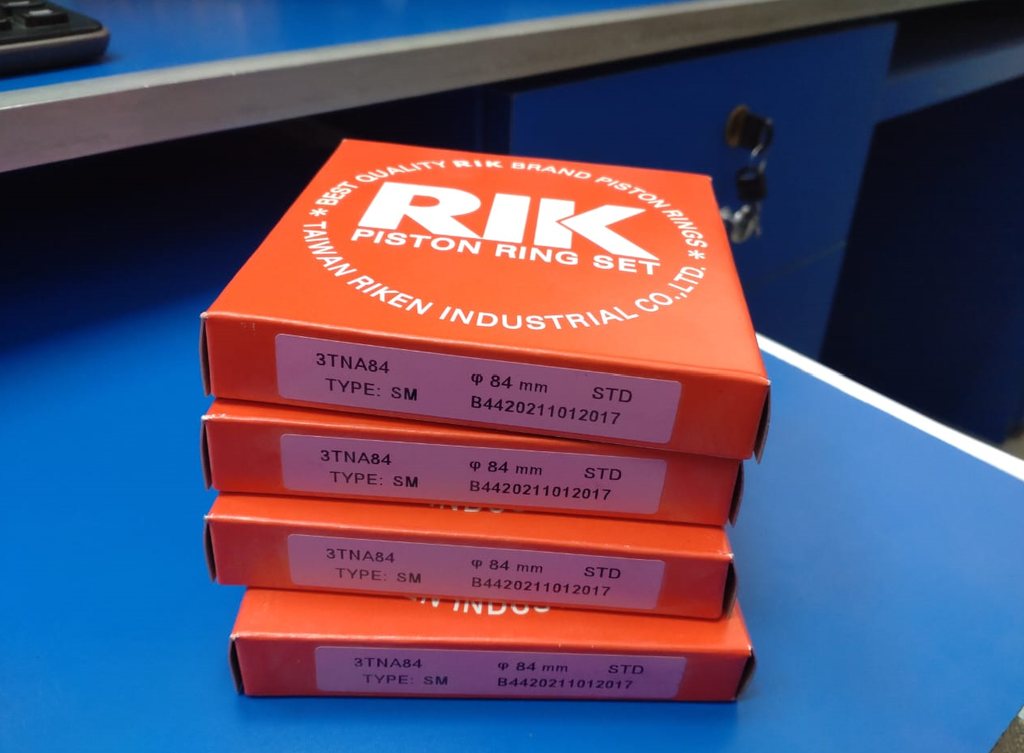 * BEST QUALITY RIK BRAND PISTON RINGS *
RIK
PISTON RING SET
TAIWAN RIKEN INDUSTRIAL CO.,LTD.
3TNA84 φ 84 mm STD
TYPE: SM B4420211012017
3TNA84 φ 84 mm STD
TYPE: SM B4420211012017
3TNA84 φ 84 mm STD
TYPE: SM B4420211012017
3TNA84 φ 84 mm STD
TYPE: SM B4420211012017